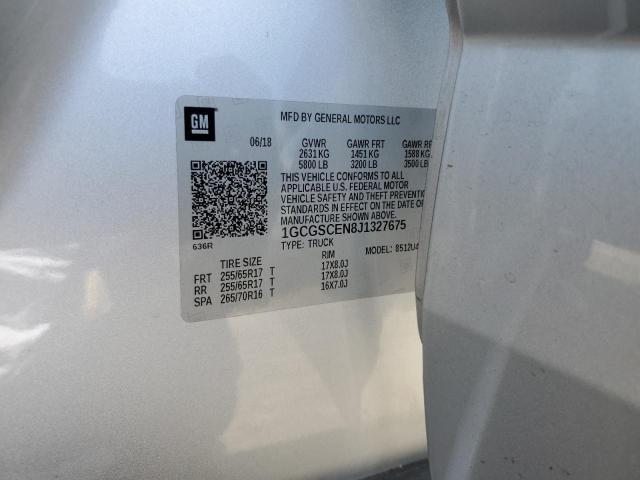 GM
MFD BY GENERAL MOTORS LLC
06/18 GVWR GAWR FRT GAWR RR
2631 KG 1451 KG 1588 KG
5800 LB 3200 LB 3500 LB
THIS VEHICLE CONFORMS TO ALL
APPLICABLE U.S. FEDERAL MOTOR
VEHICLE SAFETY AND THEFT
STANDARDS IN EFFECT ON THE DATE
OF MANUFACTURE SHOWN ABOVE.
1GCGSCEN8J1327675
636R
TYPE: TRUCK MODEL: 8512U4
TIRE SIZE RIM
FRT 255/65R17 T 17X8.0J
RR 255/65R17 T 17X8.0J
SPA 265/70R16 T 16X7.0J